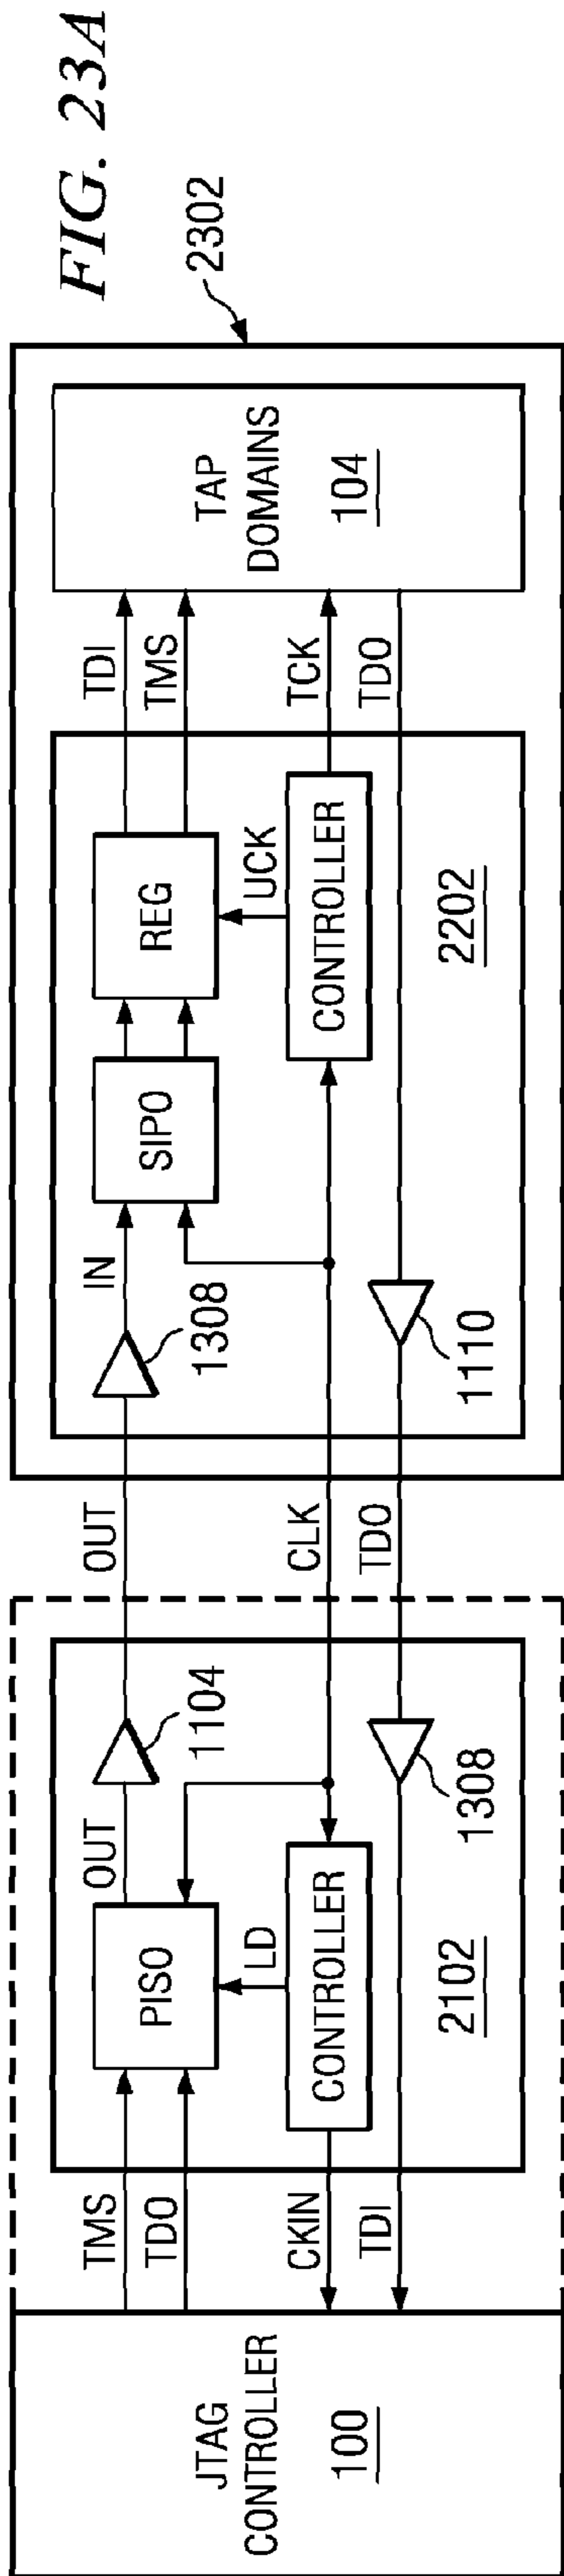 FIG. 23A
2302
JTAG
CONTROLLER
100
TMS
TDO
CKIN
TDI
PISO
LD
CONTROLLER
2102
OUT
1104
1308
OUT
CLK
TDO
IN
1308
SIPO
REG
UCK
CONTROLLER
2202
1110
TDI
TMS
TCK
TDO
TAP
DOMAINS
104